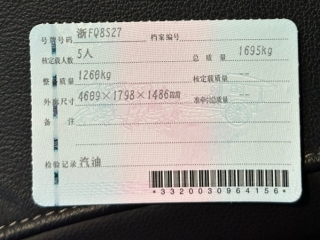 号牌号码 浙FQ8S27 档案编号
核定载人数 5人 总质量 1695kg
整备质量 1260kg 核定载质量 --
外廓尺寸 4609×1798×1486mm 准牵引总质量 --
备注
检验记录 汽油
*3320030964156*